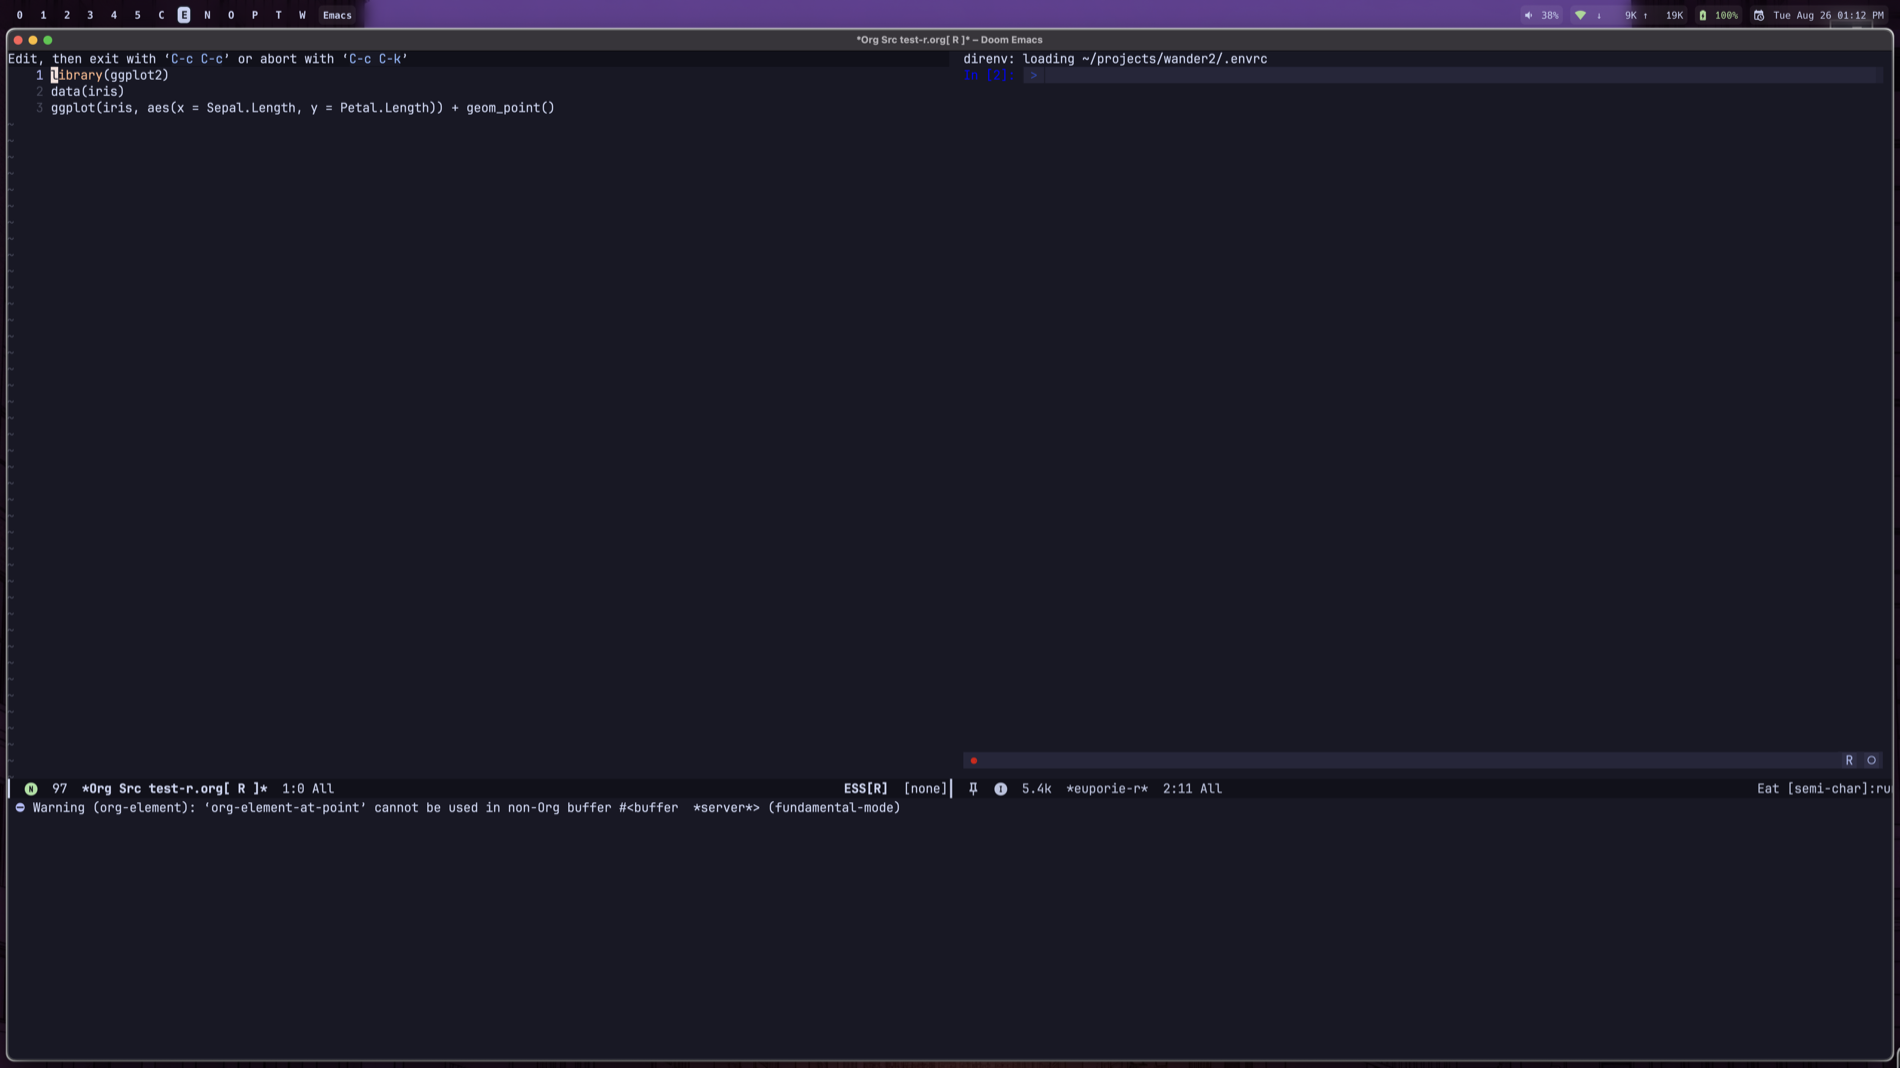 0 1 2 3 4 5 C E N O P T W Emacs
38% ↓ 9K ↑ 19K 100% Tue Aug 26 01:12 PM
*Org Src test-r.org[ R ]* – Doom Emacs
Edit, then exit with ‘C-c C-c’ or abort with ‘C-c C-k’
1 library(ggplot2)
2 data(iris)
3 ggplot(iris, aes(x = Sepal.Length, y = Petal.Length)) + geom_point()
direnv: loading ~/projects/wander2/.envrc
In [2]: >
R
N 97 *Org Src test-r.org[ R ]* 1:0 All ESS[R] [none]
I 5.4k *euporie-r* 2:11 All Eat [semi-char]:ru
Warning (org-element): ‘org-element-at-point’ cannot be used in non-Org buffer #<buffer  *server*> (fundamental-mode)